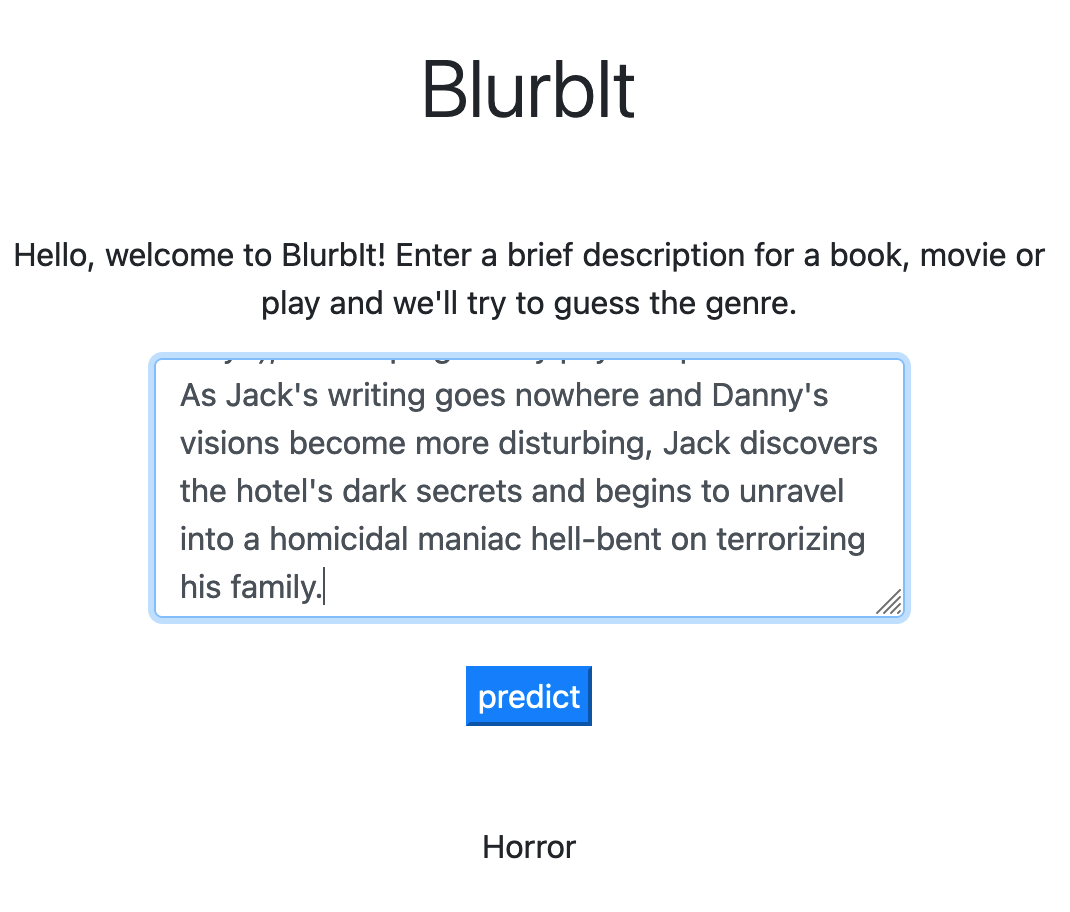 BlurbIt
Hello, welcome to BlurbIt! Enter a brief description for a book, movie or
play and we'll try to guess the genre.
As Jack's writing goes nowhere and Danny's
visions become more disturbing, Jack discovers
the hotel's dark secrets and begins to unravel
into a homicidal maniac hell-bent on terrorizing
his family.
predict
Horror